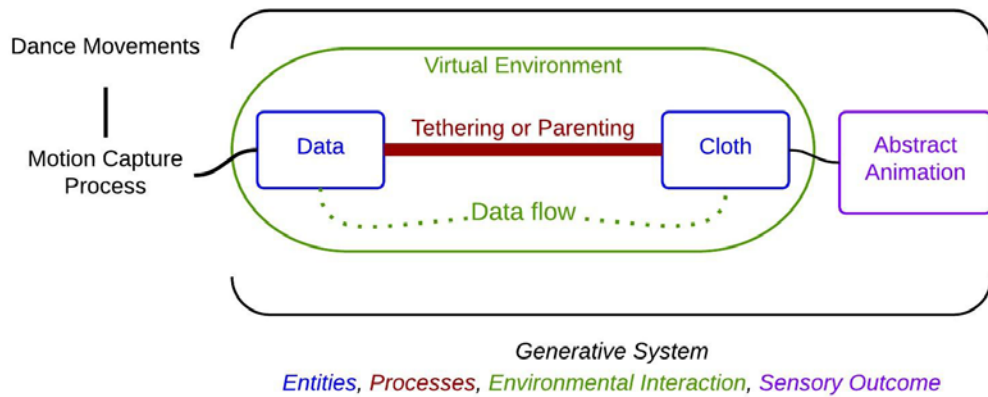 Dance Movements
Virtual Environment
Tethering or Parenting
Data
Cloth
Abstract
Animation
Motion Capture
Process
Data flow
Generative System
Entities, Processes, Environmental Interaction, Sensory Outcome